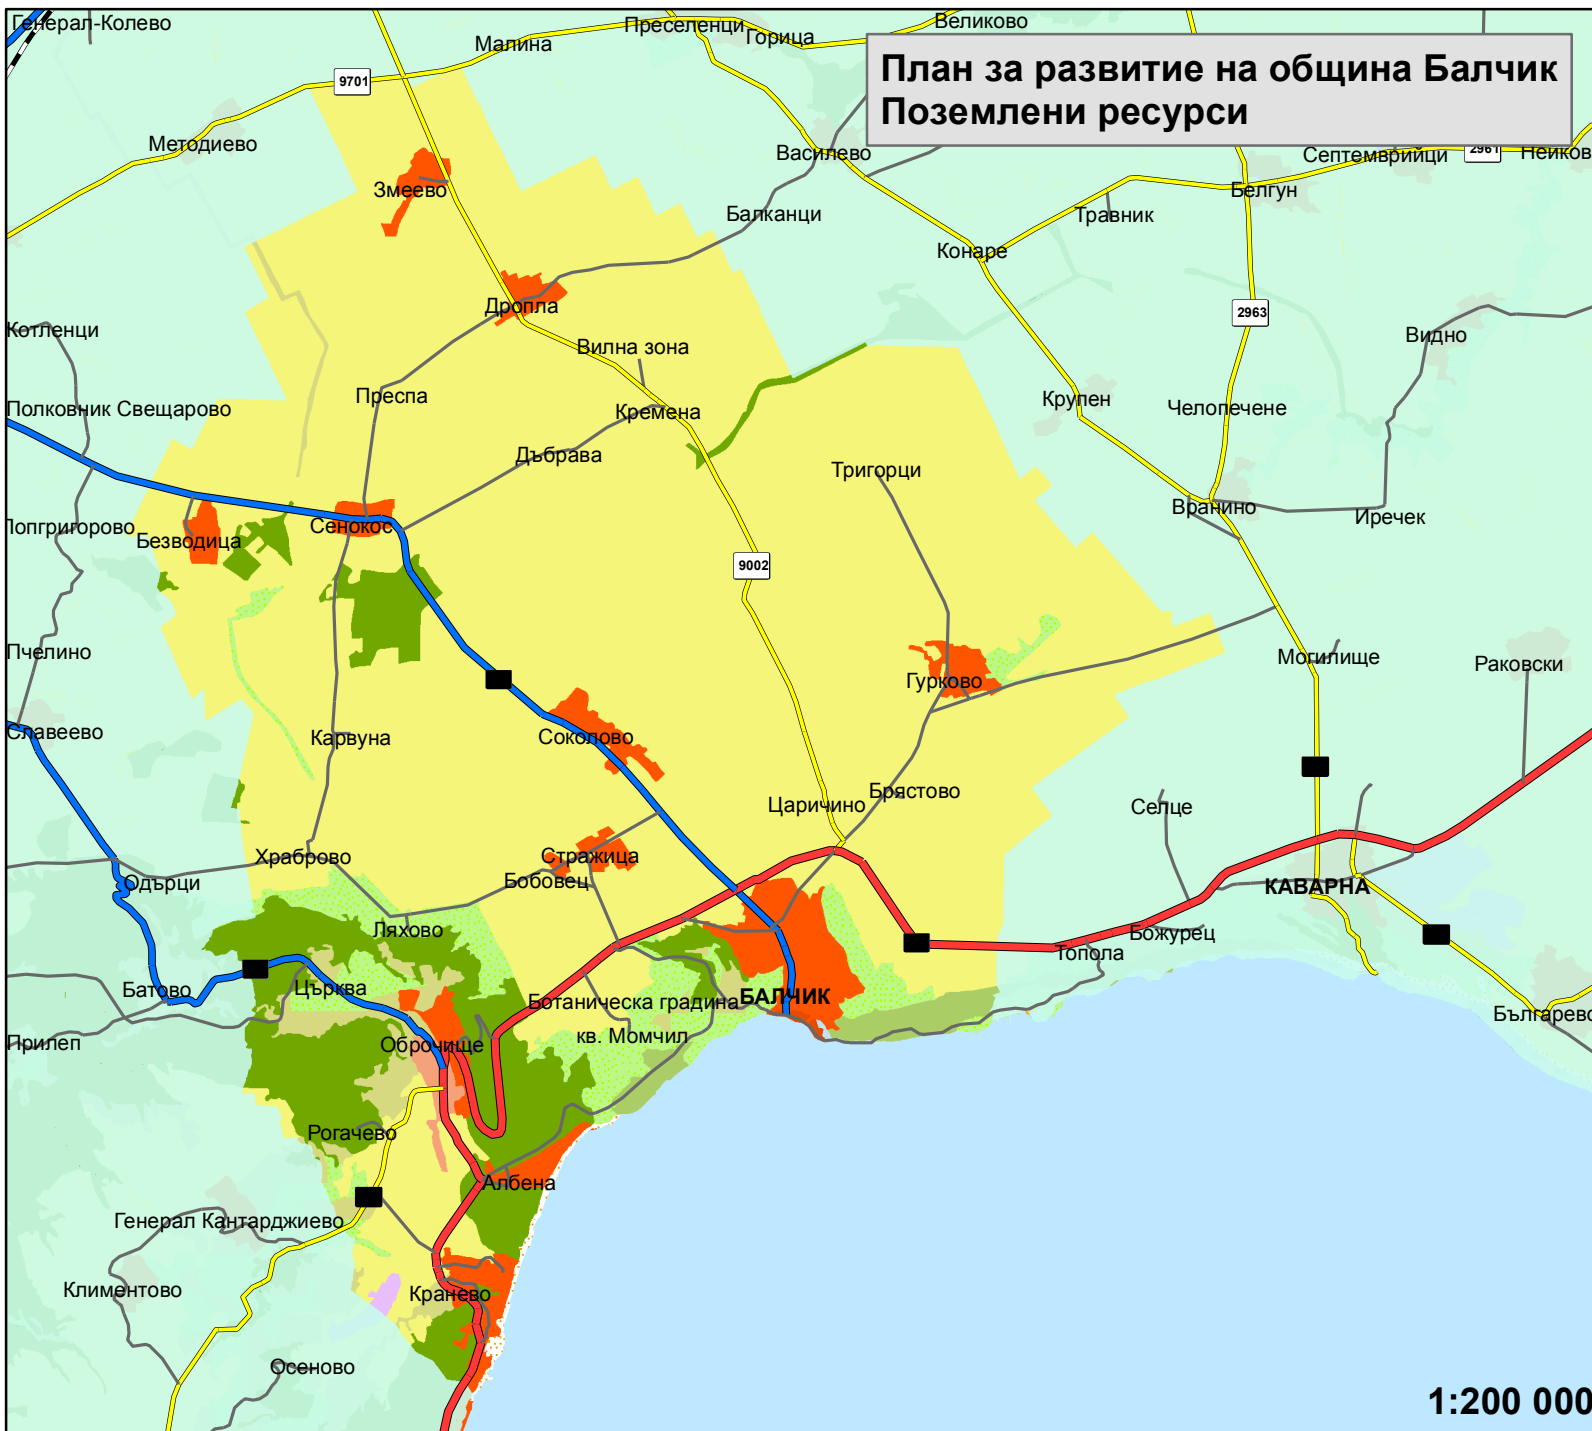 Генерал-Колево
Малина
Преселенци
Горица
Великово
План за развитие на община Балчик
Поземлени ресурси
9701
Методиево
Змеево
Василево
Септемврийци
2961
Белгун
Балканци
Травник
Конаре
Дропла
2963
Котленци
Вилна зона
Видно
Преспа
Крупен
Полковник Свещарово
Кремена
Челопечене
Дъбрава
Тригорци
Вранино
Иречек
Сенокос
Безводица
9002
Пчелино
Могилище
Раковски
Гурково
Славеево
Карвуна
Соколово
Брястово
Царичино
Селце
Храброво
Стражица
Бобовец
Одърци
КАВАРНА
Ляхово
Божурец
Топола
Батово
Църква
Ботаническа градина
БАЛЧИК
Българево
кв. Момчил
Прилеп
Оброчище
Рогачево
Албена
Генерал Кантарджиево
Климентово
Кранево
Осеново
1:200 000